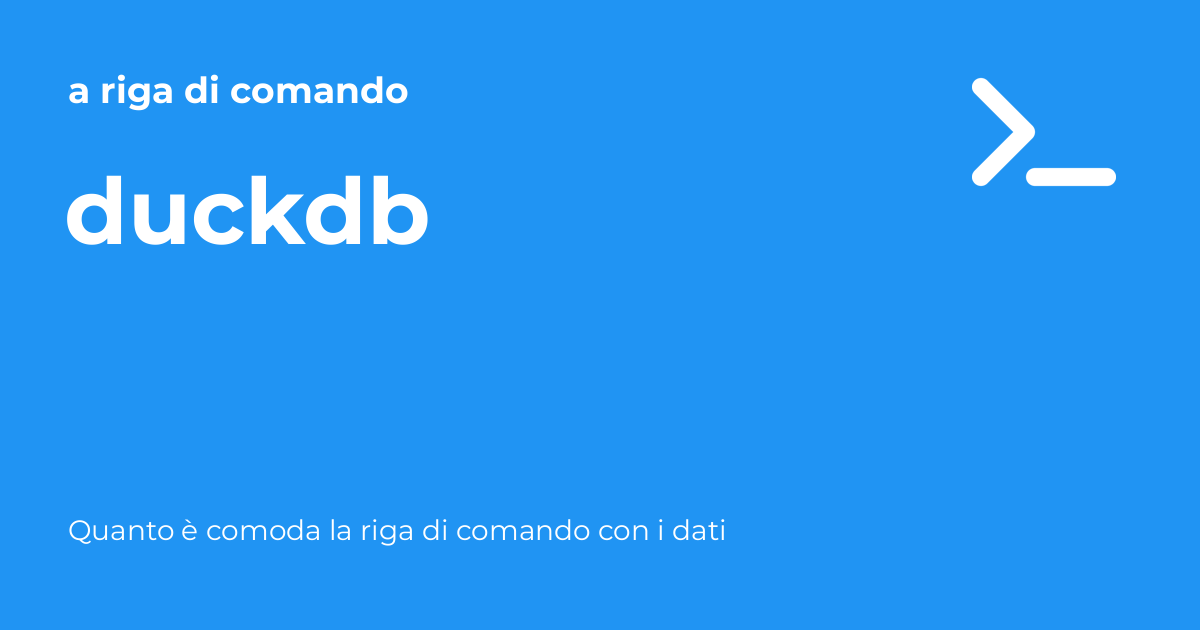 a riga di comando
duckdb
Quanto è comoda la riga di comando con i dati